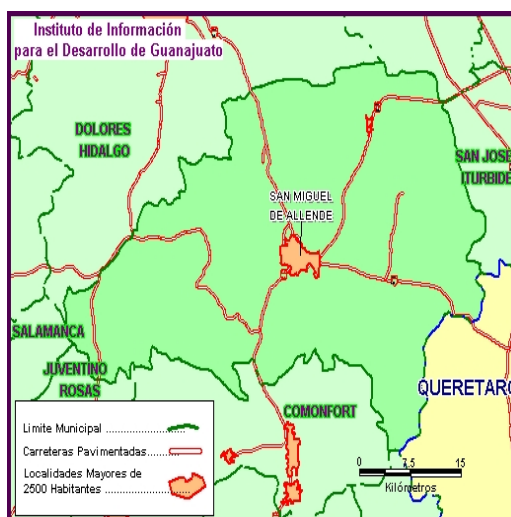 Instituto de Información
para el Desarrollo de Guanajuato
DOLORES
HIDALGO
SAN JOSE
ITURBIDE
SAN MIGUEL
DE ALLENDE
SALAMANCA
JUVENTINO
ROSAS
QUERETARO
COMONFORT
Limite Municipal
Carreteras Pavimentadas
Localidades Mayores de
2500 Habitantes
0 7.5 15
Kilómetros